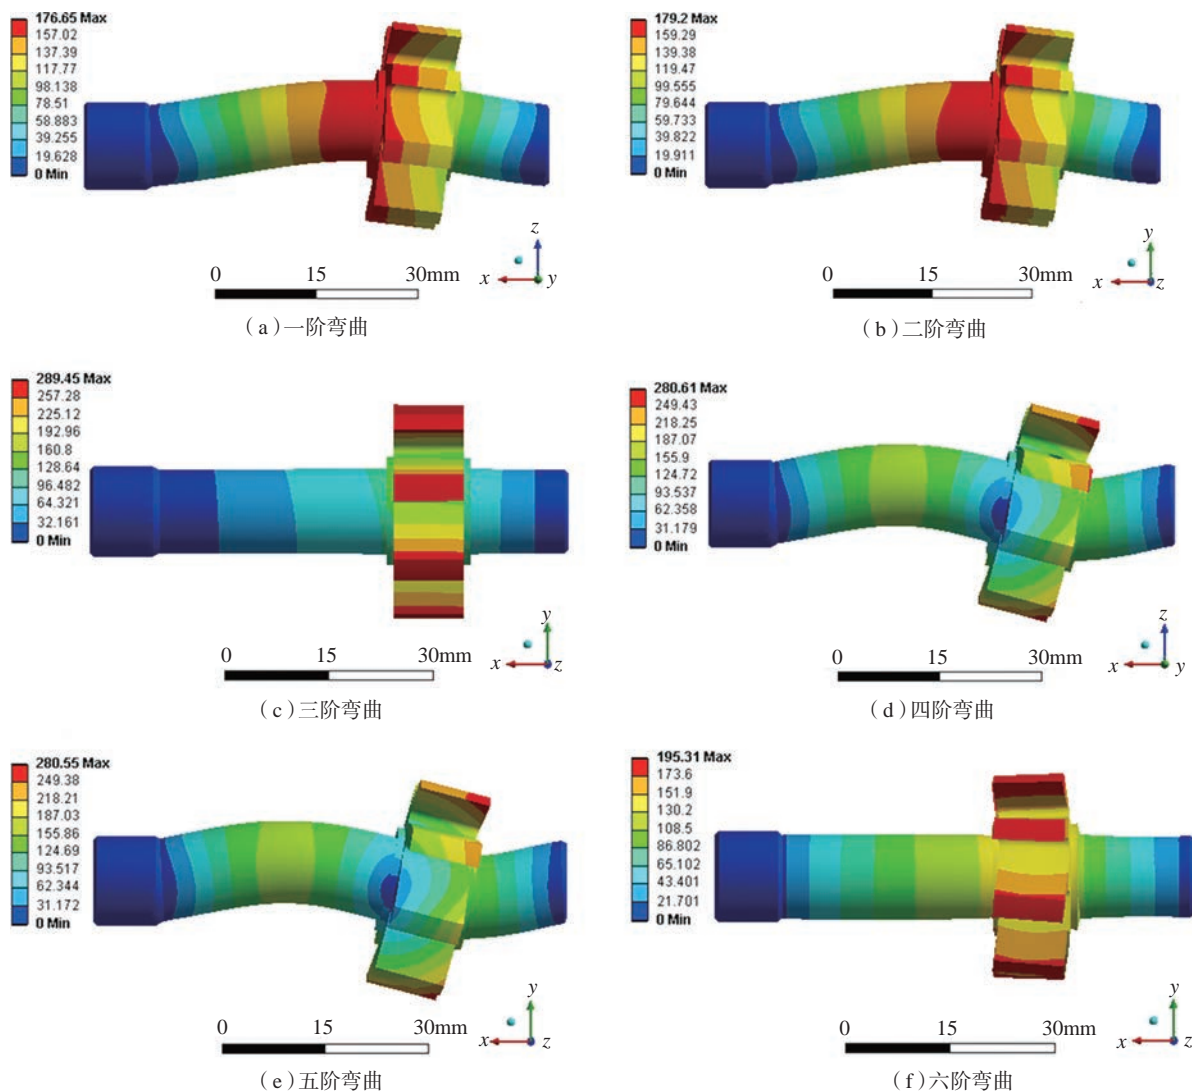 176.65 Max
157.02
137.39
117.77
98.138
78.51
58.883
39.255
19.628
0 Min
z
x
y
0 15 30mm
(a)一阶弯曲
179.2 Max
159.29
139.38
119.47
99.555
79.644
59.733
39.822
19.911
0 Min
y
x
z
0 15 30mm
(b)二阶弯曲
289.45 Max
257.28
225.12
192.96
160.8
128.64
96.482
64.321
32.161
0 Min
y
x
z
0 15 30mm
(c)三阶弯曲
280.61 Max
249.43
218.25
187.07
155.9
124.72
93.537
62.358
31.179
0 Min
z
x
y
0 15 30mm
(d)四阶弯曲
280.55 Max
249.38
218.21
187.03
155.86
124.69
93.517
62.344
31.172
0 Min
y
x
z
0 15 30mm
(e)五阶弯曲
195.31 Max
173.6
151.9
130.2
108.5
86.802
65.102
43.401
21.701
0 Min
y
x
z
0 15 30mm
(f)六阶弯曲